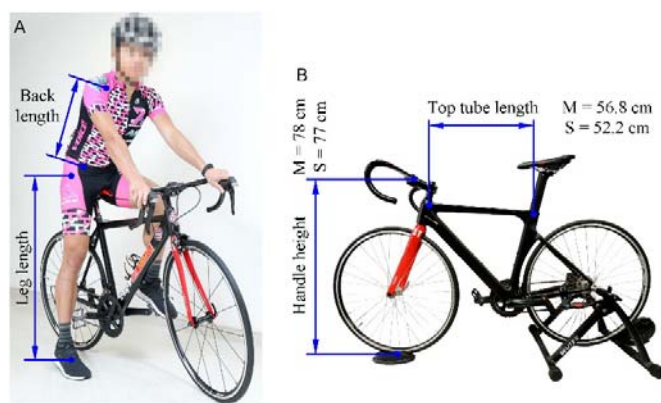 A
Back
length
VENCE
Leg length
B
M = 78 cm
S = 77 cm
Top tube length
M = 56.8 cm
S = 52.2 cm
Handle height